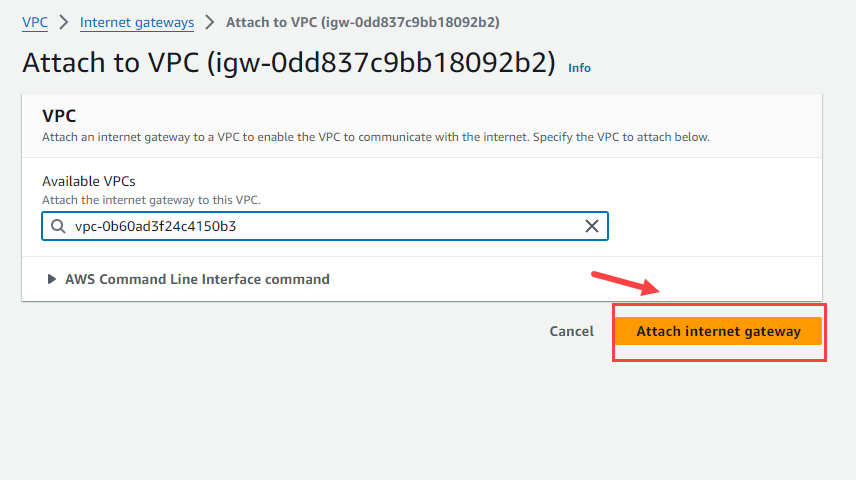 VPC > Internet gateways > Attach to VPC (igw-0dd837c9bb18092b2)
Attach to VPC (igw-0dd837c9bb18092b2) Info
VPC
Attach an internet gateway to a VPC to enable the VPC to communicate with the internet. Specify the VPC to attach below.
Available VPCs
Attach the internet gateway to this VPC.
vpc-0b60ad3f24c4150b3
AWS Command Line Interface command
Cancel Attach internet gateway